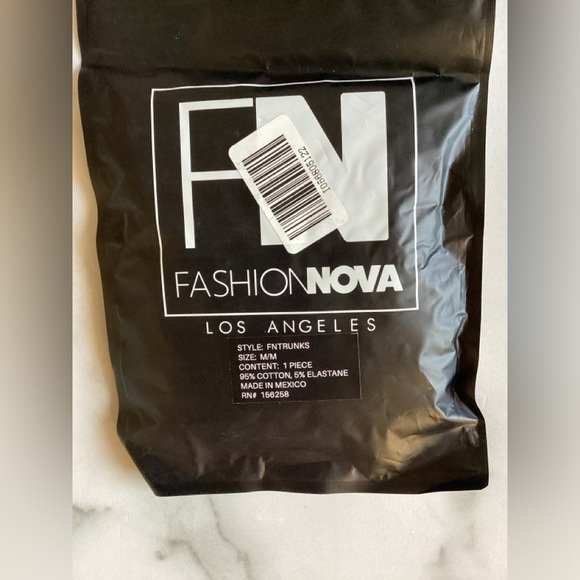 FN
1056805122
FASHIONNOVA
LOS ANGELES
STYLE: FNTRUNKS
SIZE: M/M
CONTENT: 1 PIECE
95% COTTON, 5% ELASTANE
MADE IN MEXICO
RN# 156258